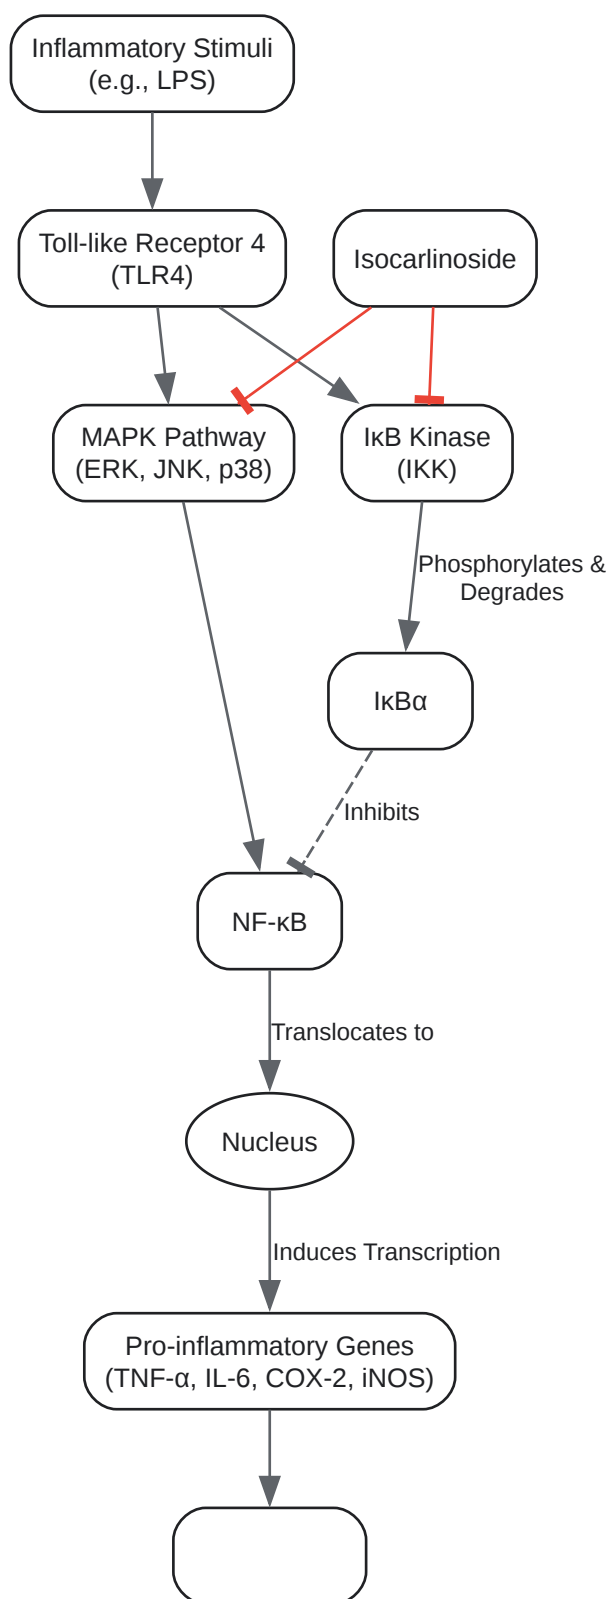 Inflammatory Stimuli
(e.g., LPS)
Toll-like Receptor 4
(TLR4)
Isocarlinoside
MAPK Pathway
(ERK, JNK, p38)
IκB Kinase
(IKK)
Phosphorylates &
Degrades
IκBα
Inhibits
NF-κB
Translocates to
Nucleus
Induces Transcription
Pro-inflammatory Genes
(TNF-α, IL-6, COX-2, iNOS)